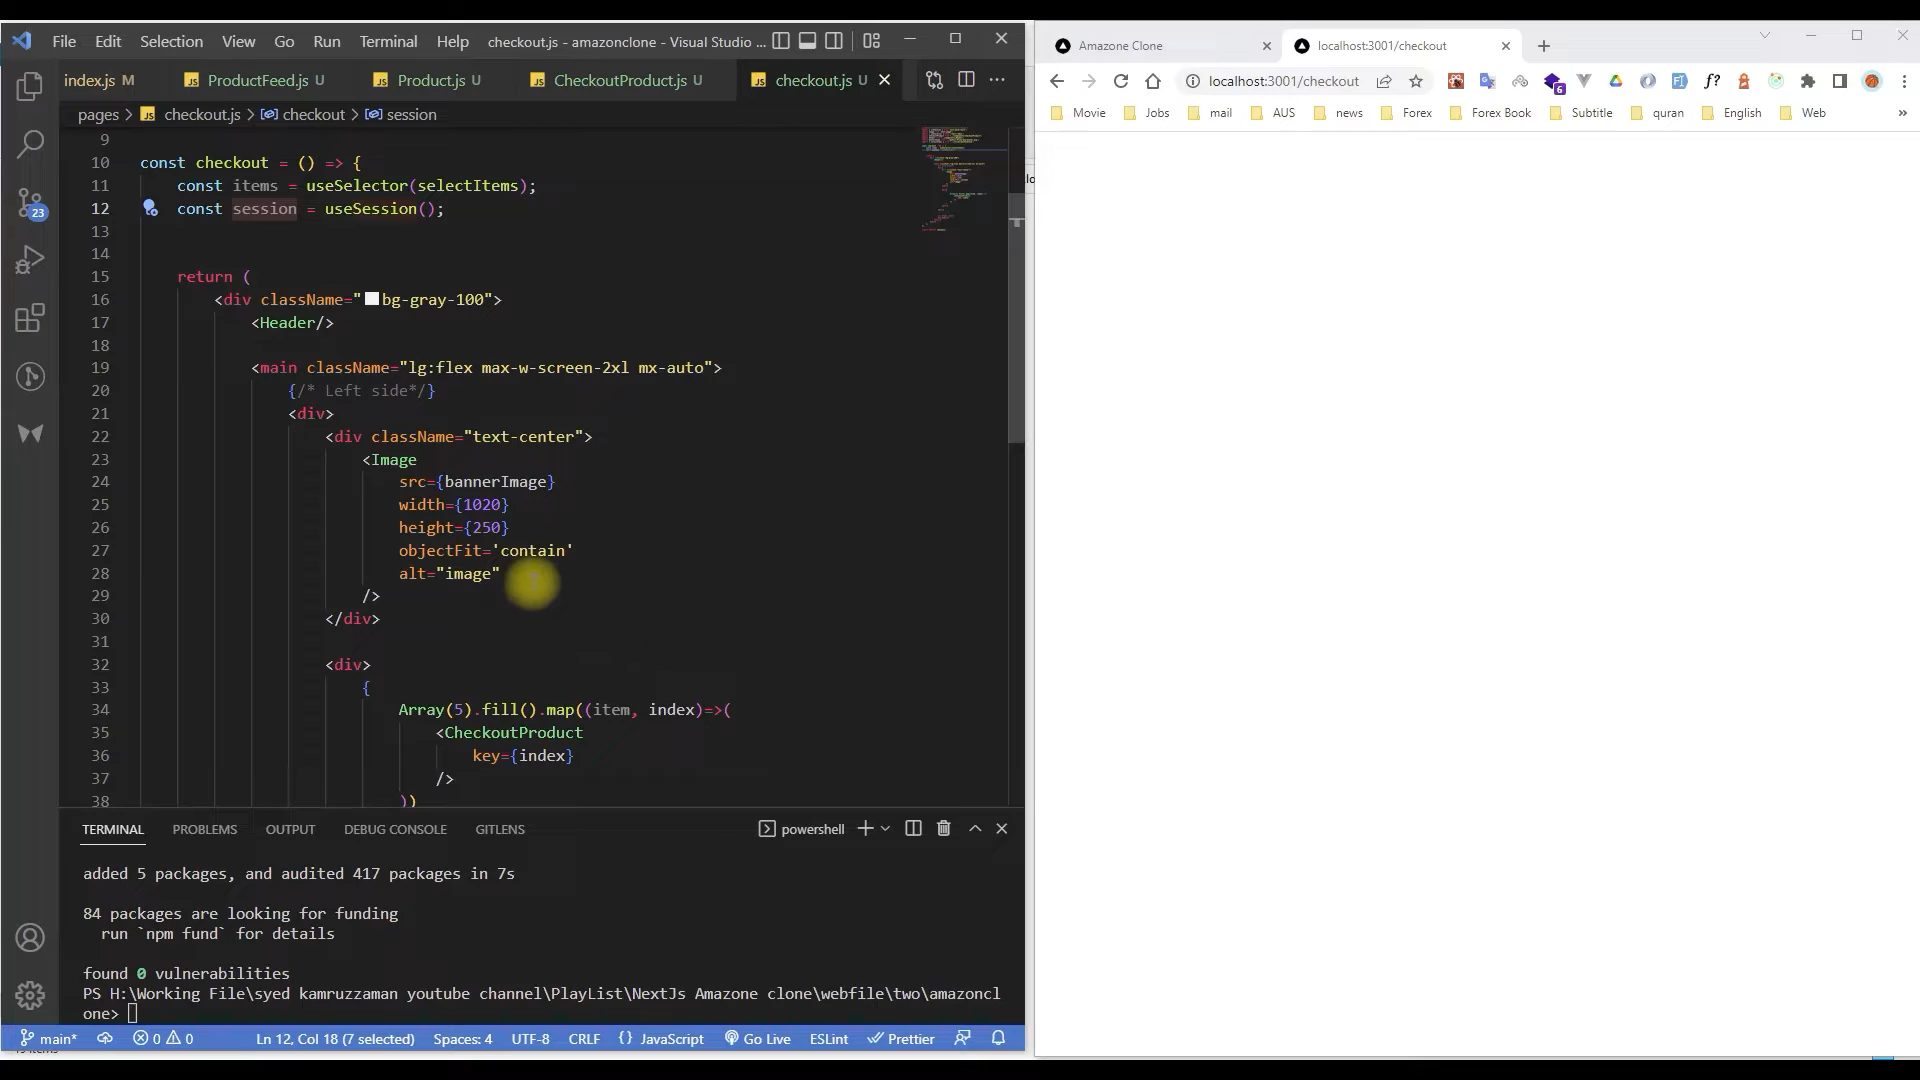 File Edit Selection View Go Run Terminal Help checkout.js - amazonclone - Visual Studio ...
index.js M ProductFeed.js U Product.js U CheckoutProduct.js U checkout.js U
pages > checkout.js > checkout > session
9
10 const checkout = () => {
11 const items = useSelector(selectItems);
12 const session = useSession();
13
14
15 return (
16 <div className="bg-gray-100">
17 <Header/>
18
19 <main className="lg:flex max-w-screen-2xl mx-auto">
20 {/* Left side*/}
21 <div>
22 <div className="text-center">
23 <Image
24 src={bannerImage}
25 width={1020}
26 height={250}
27 objectFit='contain'
28 alt="image"
29 />
30 </div>
31
32 <div>
33 {
34 Array(5).fill().map((item, index)=>(
35 <CheckoutProduct
36 key={index}
37 />
38 ))
23
TERMINAL PROBLEMS OUTPUT DEBUG CONSOLE GITLENS powershell
added 5 packages, and audited 417 packages in 7s
84 packages are looking for funding
run `npm fund` for details
found 0 vulnerabilities
PS H:\Working File\syed kamruzzaman youtube channel\PlayList\NextJs Amazone clone\webfile\two\amazoncl
one>
main* 0 0 Ln 12, Col 18 (7 selected) Spaces: 4 UTF-8 CRLF {} JavaScript Go Live ESLint Prettier
Amazone Clone localhost:3001/checkout
localhost:3001/checkout 6 f?
Movie Jobs mail AUS news Forex Forex Book Subtitle quran English Web »